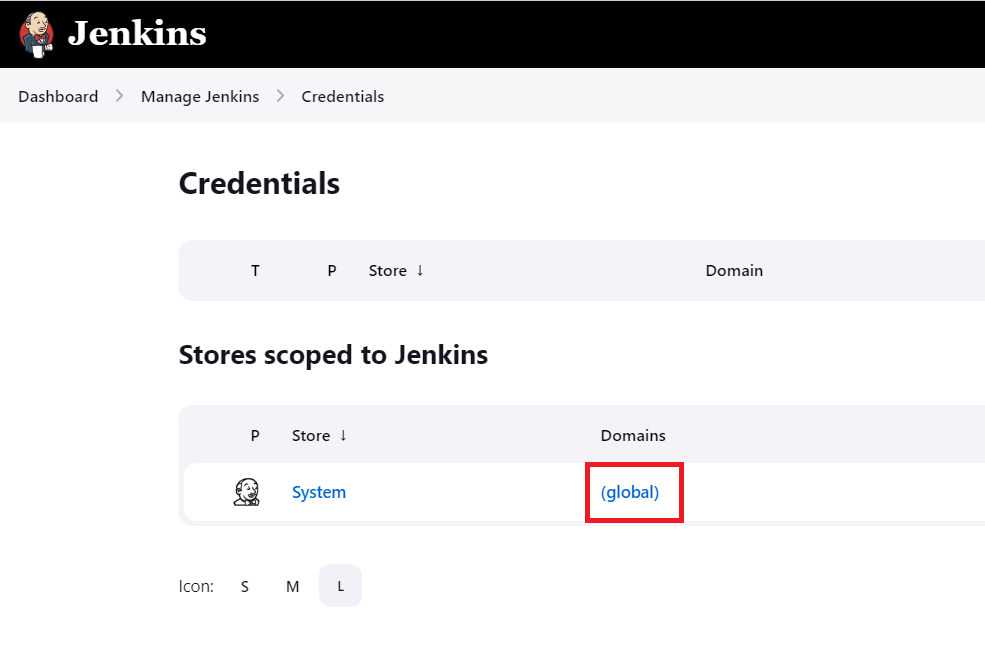 Jenkins
Dashboard > Manage Jenkins > Credentials
Credentials
T P Store ↓ Domain
Stores scoped to Jenkins
P Store ↓ Domains
System (global)
Icon: S M L